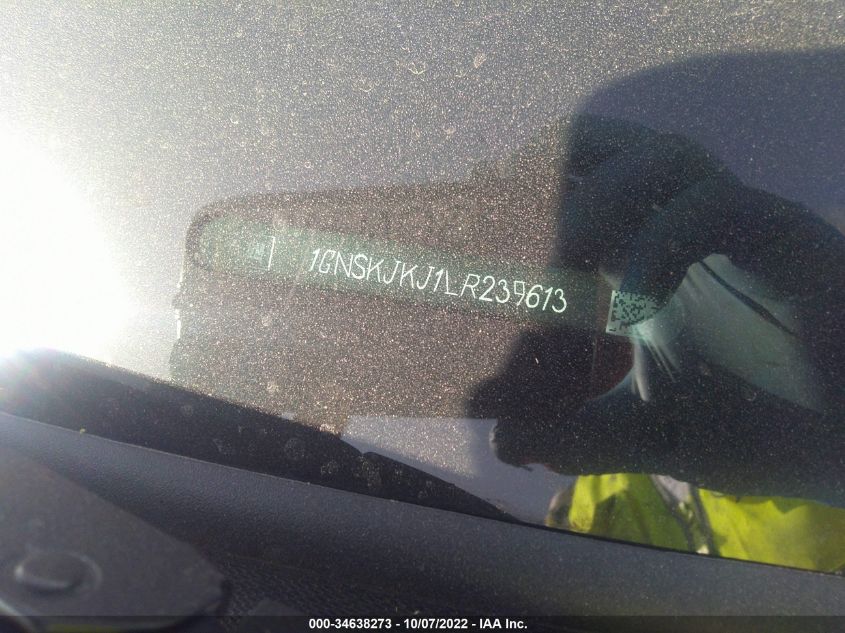 1GNSKJKJ1LR239613
000-34638273 - 10/07/2022 - IAA Inc.